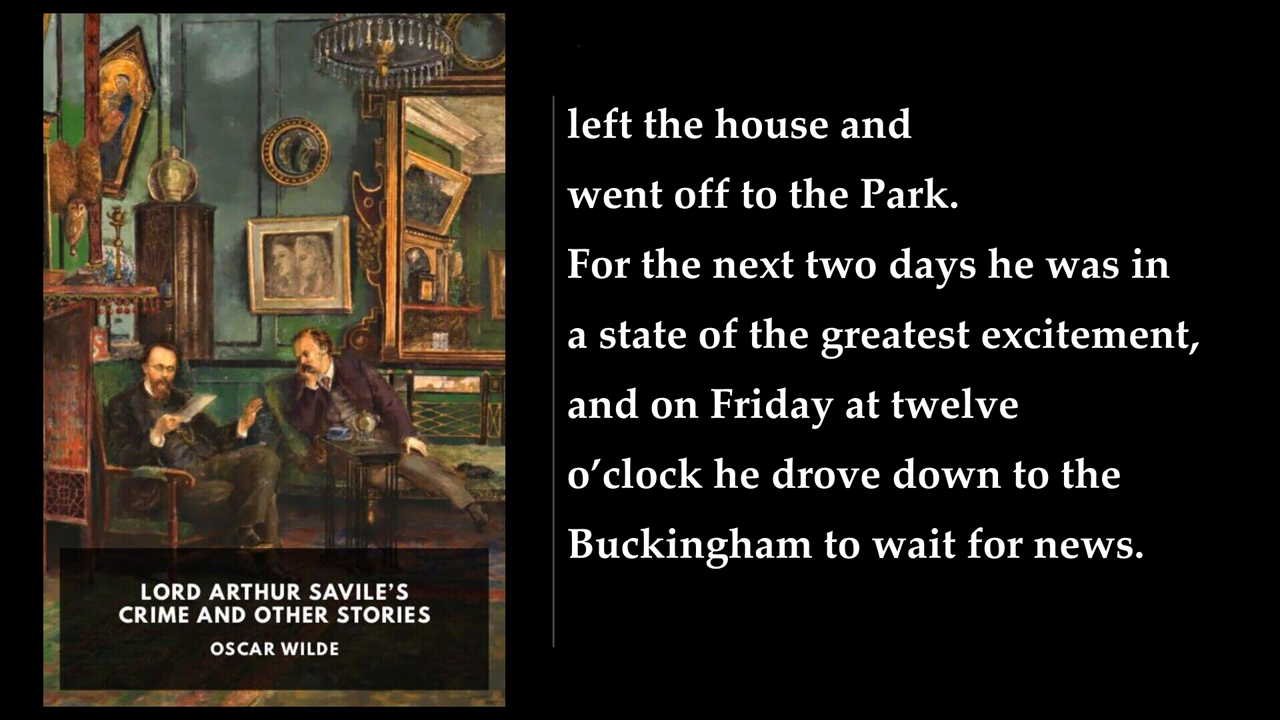 LORD ARTHUR SAVILE’S
CRIME AND OTHER STORIES
OSCAR WILDE
left the house and
went off to the Park.
For the next two days he was in
a state of the greatest excitement,
and on Friday at twelve
o’clock he drove down to the
Buckingham to wait for news.